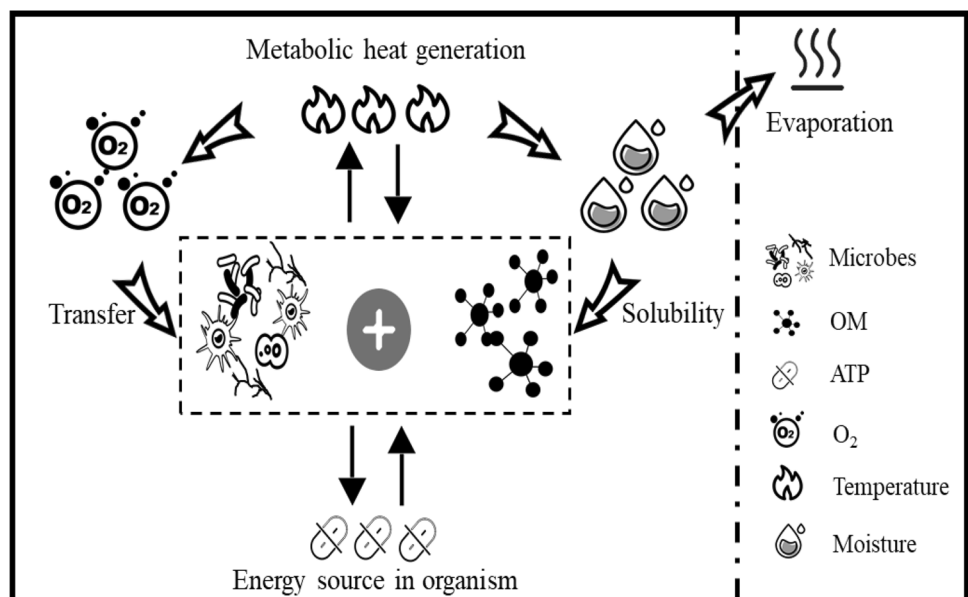 Metabolic heat generation
Evaporation
O₂
O₂ O₂
Transfer
Solubility
Energy source in organism
Microbes
OM
ATP
O₂
O₂
Temperature
Moisture